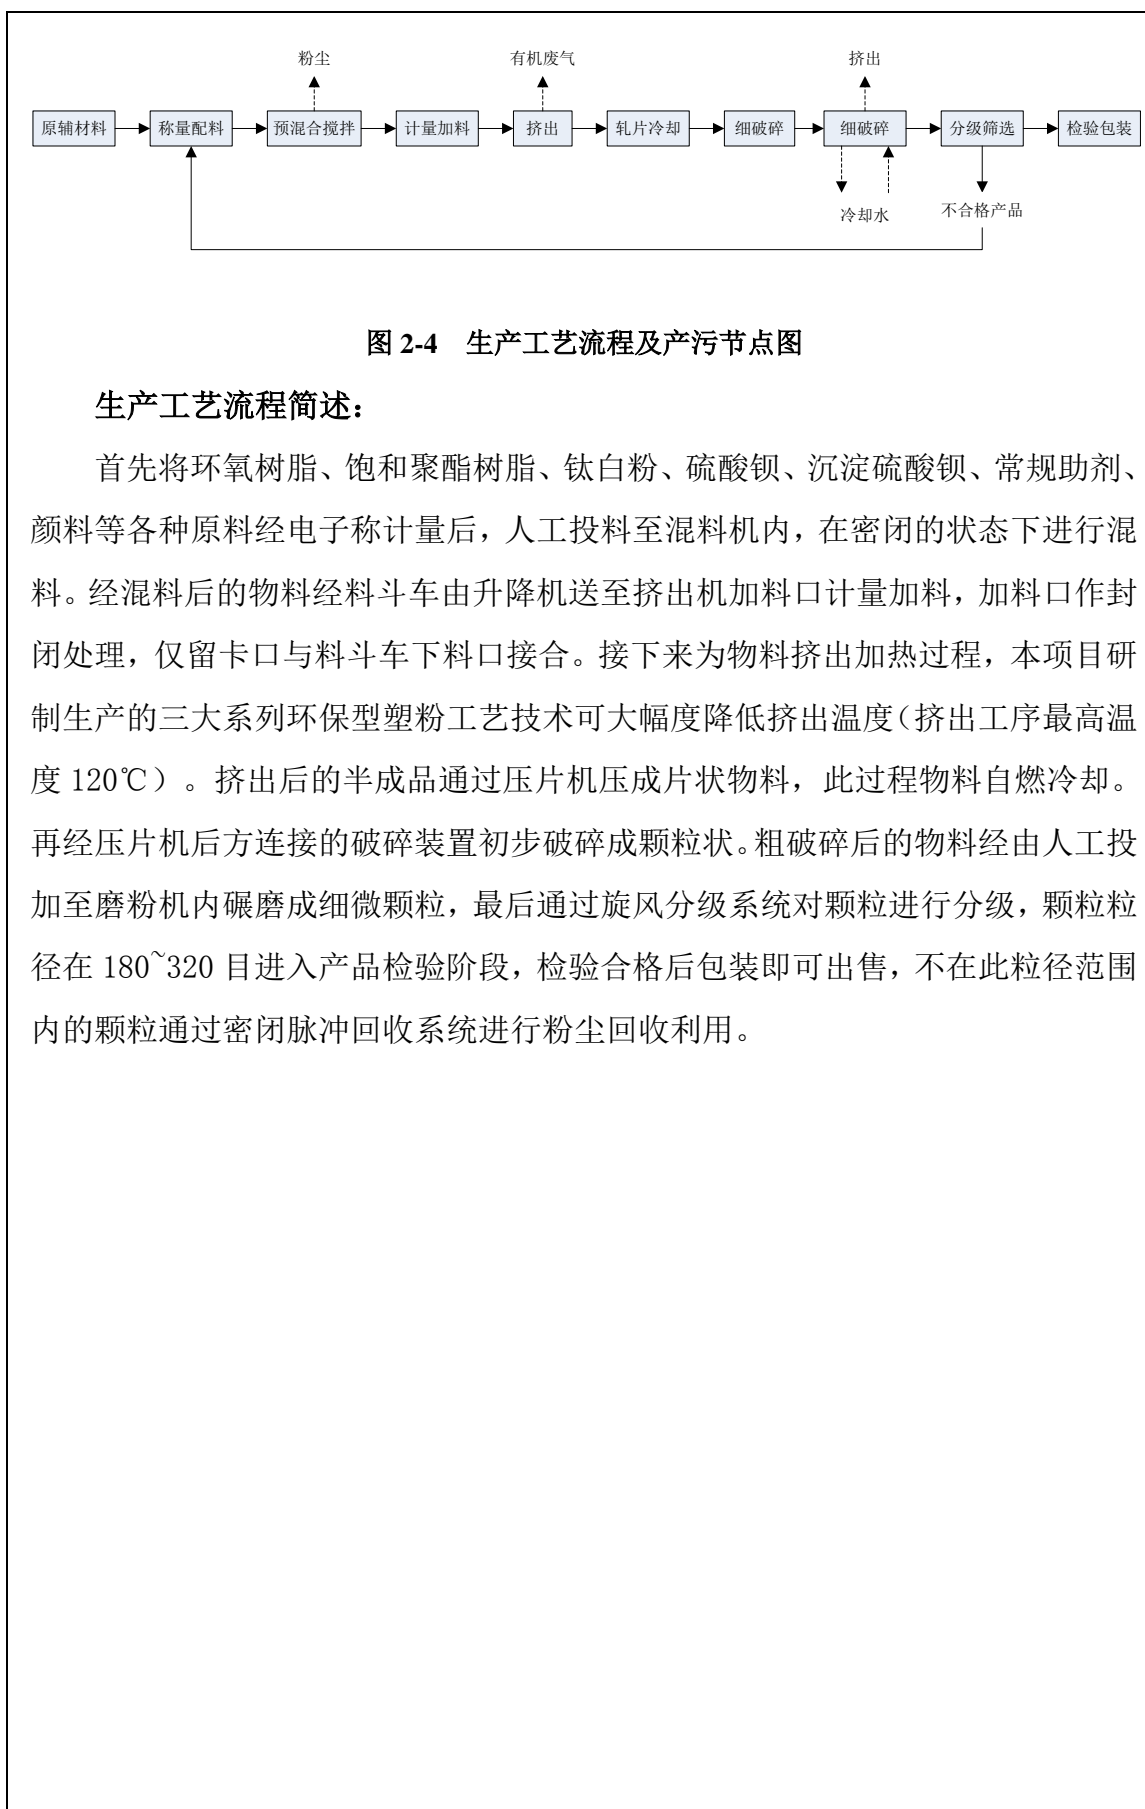 粉尘 有机废气 挤出
原辅材料 称量配料 预混合搅拌 计量加料 挤出 轧片冷却 细破碎 细破碎 分级筛选 检验包装
冷却水 不合格产品
图 2-4 生产工艺流程及产污节点图
生产工艺流程简述：
首先将环氧树脂、饱和聚酯树脂、钛白粉、硫酸钡、沉淀硫酸钡、常规助剂、
颜料等各种原料经电子称计量后，人工投料至混料机内，在密闭的状态下进行混
料。经混料后的物料经料斗车由升降机送至挤出机加料口计量加料，加料口作封
闭处理，仅留卡口与料斗车下料口接合。接下来为物料挤出加热过程，本项目研
制生产的三大系列环保型塑粉工艺技术可大幅度降低挤出温度（挤出工序最高温
度 120℃）。挤出后的半成品通过压片机压成片状物料，此过程物料自燃冷却。
再经压片机后方连接的破碎装置初步破碎成颗粒状。粗破碎后的物料经由人工投
加至磨粉机内碾磨成细微颗粒，最后通过旋风分级系统对颗粒进行分级，颗粒粒
径在 180~320 目进入产品检验阶段，检验合格后包装即可出售，不在此粒径范围
内的颗粒通过密闭脉冲回收系统进行粉尘回收利用。